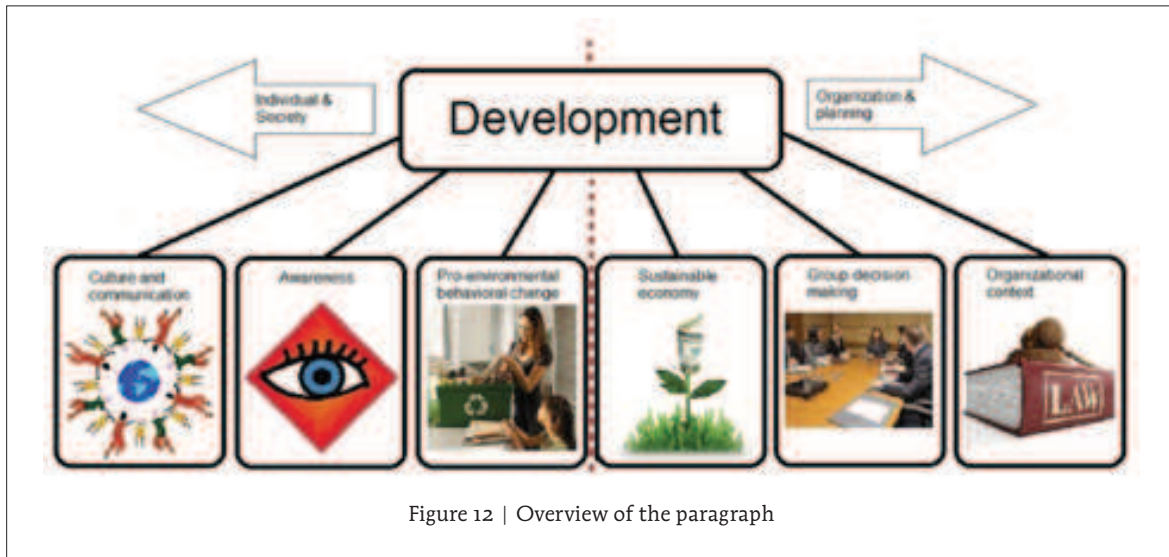 Individual &
Society
Development
Organization &
planning
Culture and
communication
Awareness
Pro-environmental
behavioral change
Sustainable
economy
Group decision
making
Organizational
context
LAW
Figure 12 | Overview of the paragraph